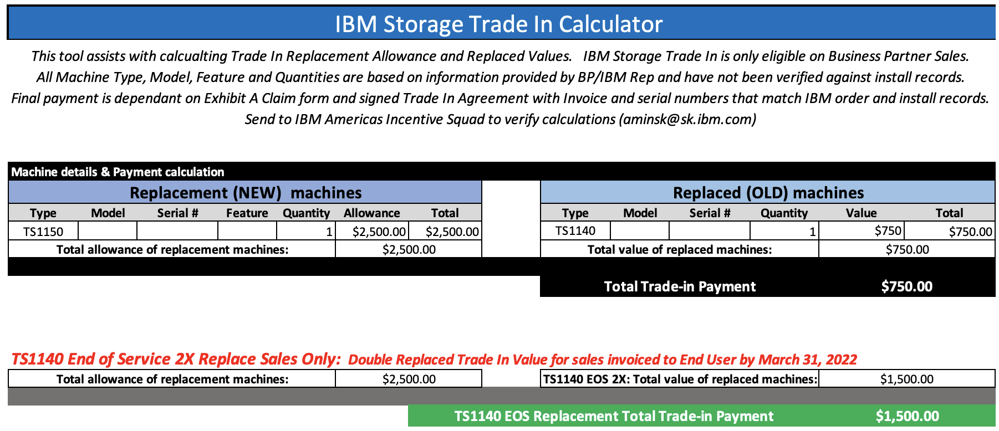 IBM Storage Trade In Calculator
This tool assists with calcualting Trade In Replacement Allowance and Replaced Values. IBM Storage Trade In is only eligible on Business Partner Sales.
All Machine Type, Model, Feature and Quantities are based on information provided by BP/IBM Rep and have not been verified against install records.
Final payment is dependant on Exhibit A Claim form and signed Trade In Agreement with Invoice and serial numbers that match IBM order and install records.
Send to IBM Americas Incentive Squad to verify calculations (aminsk@sk.ibm.com)
Machine details & Payment calculation
Replacement (NEW) machines Replaced (OLD) machines
Type Model Serial # Feature Quantity Allowance Total Type Model Serial # Quantity Value Total
TS1150 1 $2,500.00 $2,500.00 TS1140 1 $750 $750.00
Total allowance of replacement machines: $2,500.00 Total value of replaced machines: $750.00
Total Trade-in Payment $750.00
TS1140 End of Service 2X Replace Sales Only: Double Replaced Trade In Value for sales invoiced to End User by March 31, 2022
Total allowance of replacement machines: $2,500.00 TS1140 EOS 2X: Total value of replaced machines: $1,500.00
TS1140 EOS Replacement Total Trade-in Payment $1,500.00